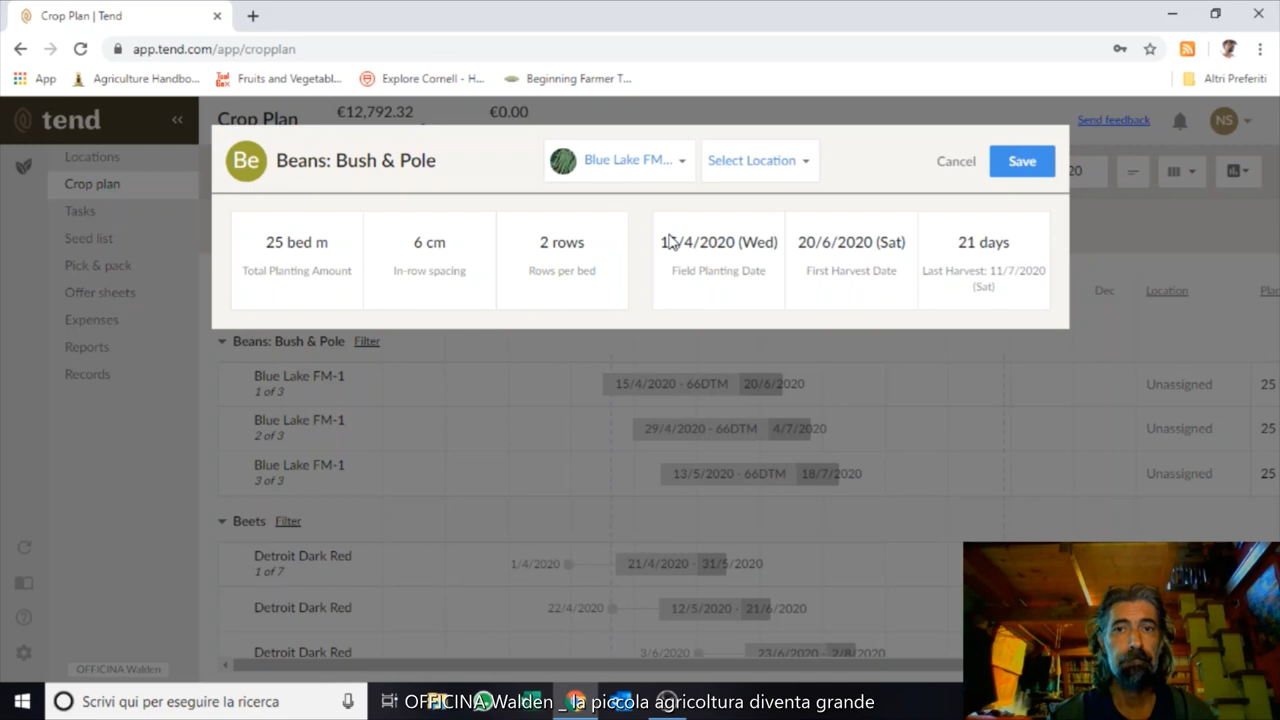 Crop Plan | Tend
app.tend.com/app/cropplan
App
Agriculture Handbo...
Fruits and Vegetabl...
Explore Cornell - H...
Beginning Farmer T...
Altri Preferiti
tend
Crop Plan
€12,792.32
€0.00
Send feedback
NS
Be
Beans: Bush & Pole
Blue Lake FM...
Select Location
Cancel
Save
20
25 bed m
6 cm
2 rows
/4/2020 (Wed)
20/6/2020 (Sat)
21 days
Total Planting Amount
In-row spacing
Rows per bed
Field Planting Date
First Harvest Date
Last Harvest: 11/7/2020
(Sat)
Locations
Crop plan
Tasks
Seed list
Pick & pack
Offer sheets
Expenses
Reports
Records
OFFICINA Walden
Dec
Location
Beans: Bush & Pole
Filter
Blue Lake FM-1
1 of 3
15/4/2020 - 66DTM
20/6/2020
Unassigned
25
Blue Lake FM-1
2 of 3
29/4/2020 - 66DTM
4/7/2020
Unassigned
25
Blue Lake FM-1
3 of 3
13/5/2020 - 66DTM
18/7/2020
Unassigned
25
Beets
Filter
Detroit Dark Red
1 of 7
1/4/2020
21/4/2020 - 31/5/2020
Detroit Dark Red
22/4/2020
12/5/2020 - 21/6/2020
Detroit Dark Red
3/6/2020
23/6/2020 - 2/8/2020
Scrivi qui per eseguire la ricerca
OFFICINA Walden _ la piccola agricoltura diventa grande